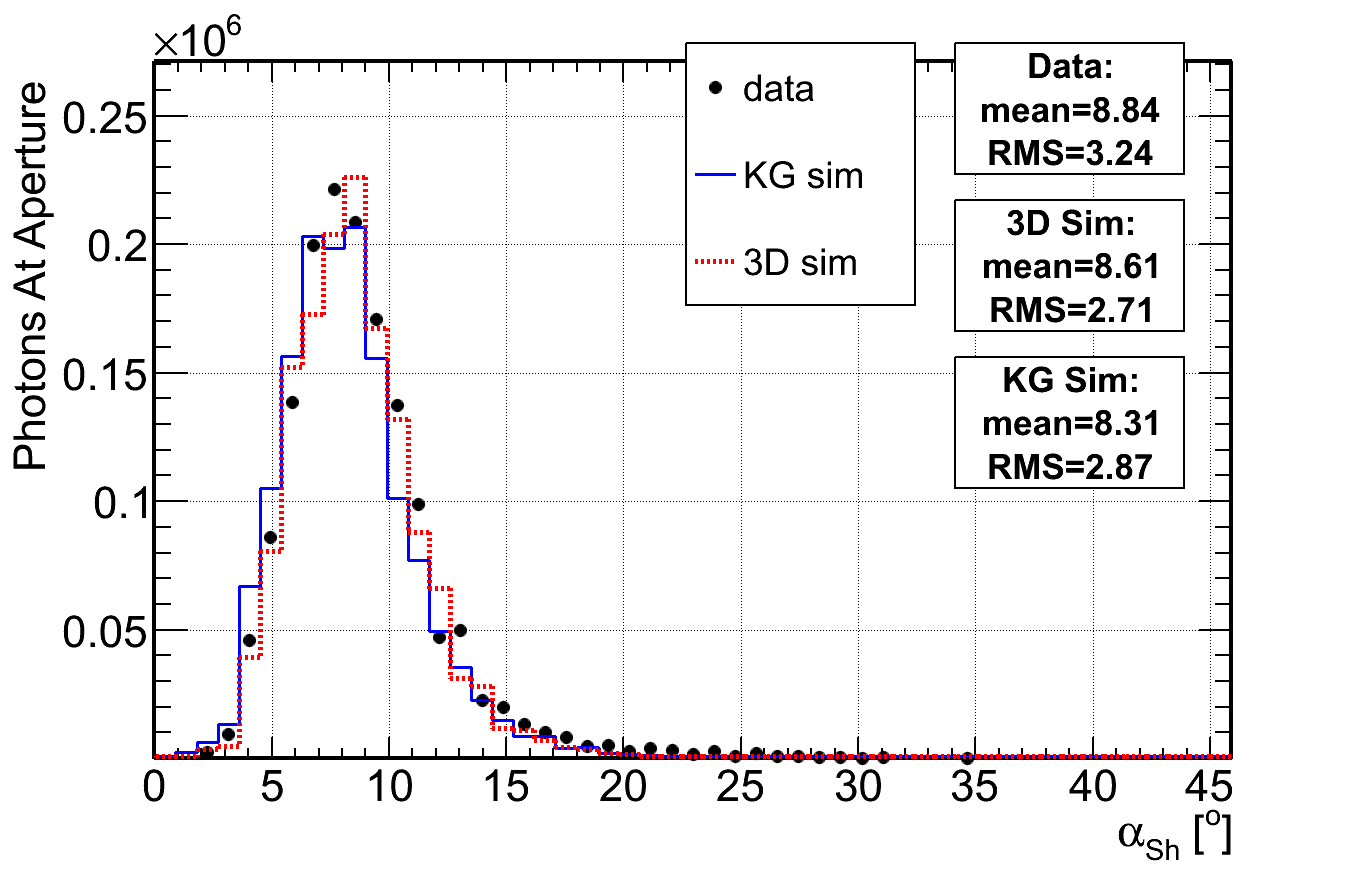 ×10⁶
Photons At Aperture
0.25
0.2
0.15
0.1
0.05
0 5 10 15 20 25 30 35 40 45
α_Sh [°]
data
KG sim
3D sim
Data:
mean=8.84
RMS=3.24
3D Sim:
mean=8.61
RMS=2.71
KG Sim:
mean=8.31
RMS=2.87